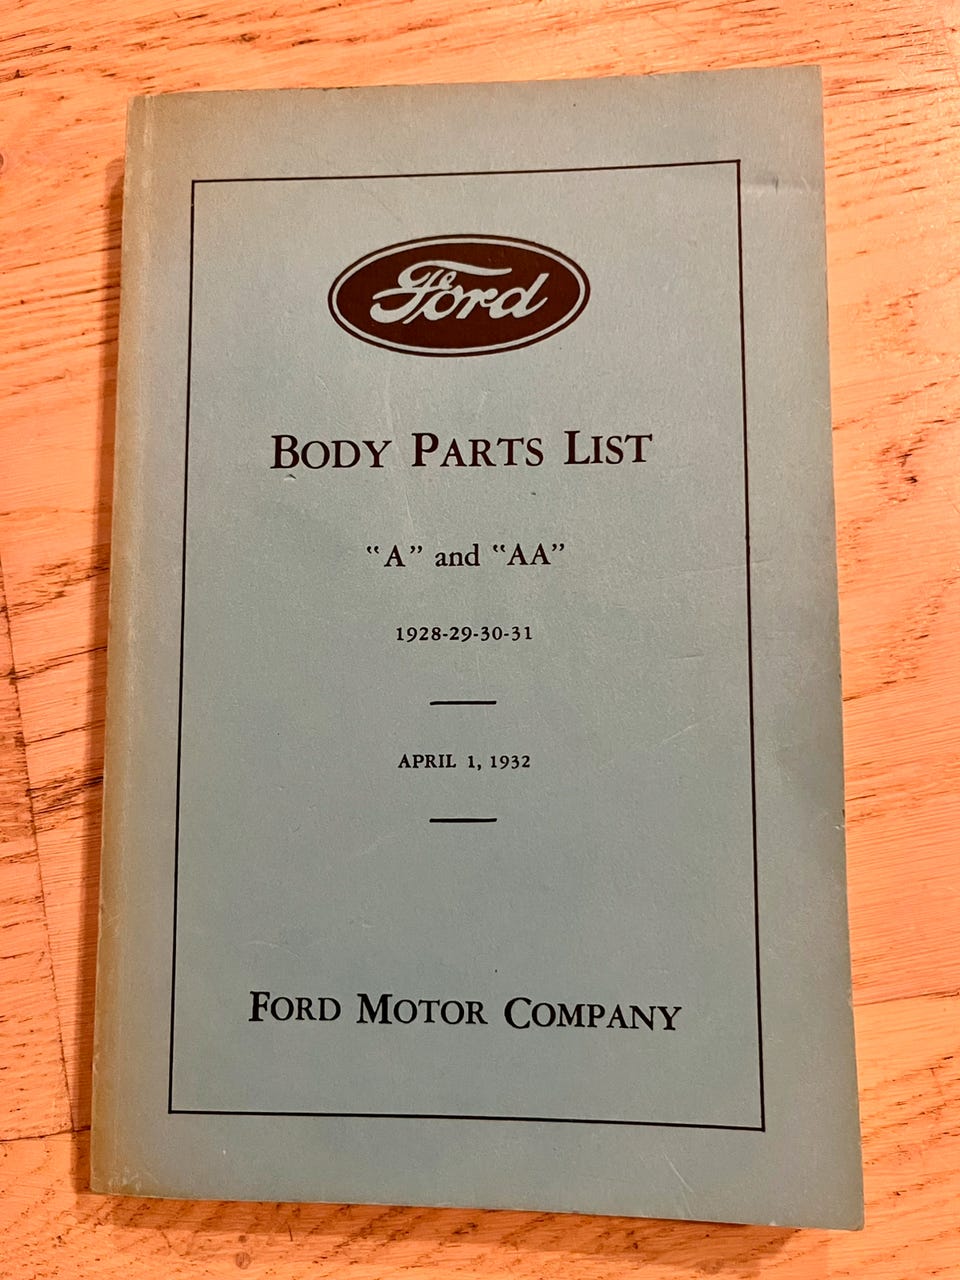 Ford
BODY PARTS LIST
“A” and “AA”
1928-29-30-31
APRIL 1, 1932
FORD MOTOR COMPANY